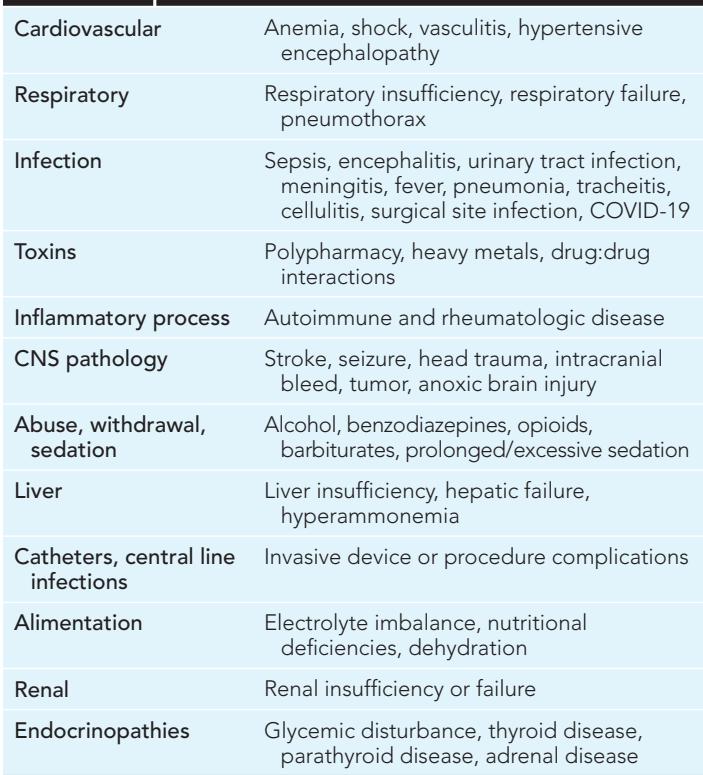 Cardiovascular Anemia, shock, vasculitis, hypertensive
encephalopathy
Respiratory Respiratory insufficiency, respiratory failure,
pneumothorax
Infection Sepsis, encephalitis, urinary tract infection,
meningitis, fever, pneumonia, tracheitis,
cellulitis, surgical site infection, COVID-19
Toxins Polypharmacy, heavy metals, drug:drug
interactions
Inflammatory process Autoimmune and rheumatologic disease
CNS pathology Stroke, seizure, head trauma, intracranial
bleed, tumor, anoxic brain injury
Abuse, withdrawal, Alcohol, benzodiazepines, opioids,
sedation barbiturates, prolonged/excessive sedation
Liver Liver insufficiency, hepatic failure,
hyperammonemia
Catheters, central line Invasive device or procedure complications
infections
Alimentation Electrolyte imbalance, nutritional
deficiencies, dehydration
Renal Renal insufficiency or failure
Endocrinopathies Glycemic disturbance, thyroid disease,
parathyroid disease, adrenal disease